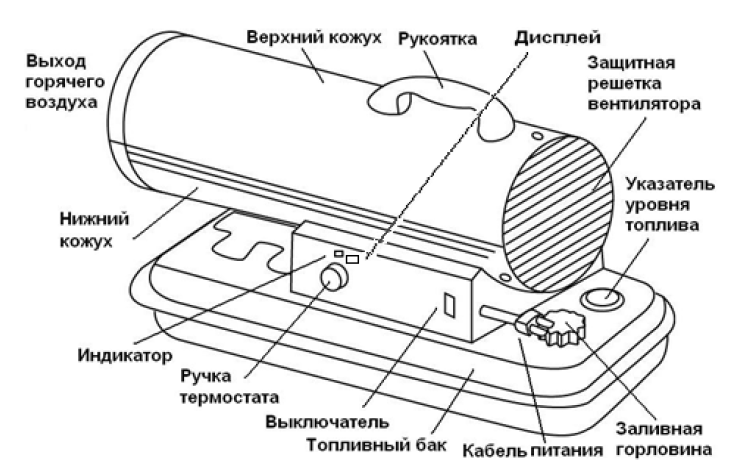 Верхний кожух
Рукоятка
Дисплей
Выход
горячего
воздуха
Защитная
решетка
вентилятора
Указатель
уровня
топлива
Нижний
кожух
Индикатор
Ручка
термостата
Выключатель
Топливный бак
Кабель питания
Заливная
горловина